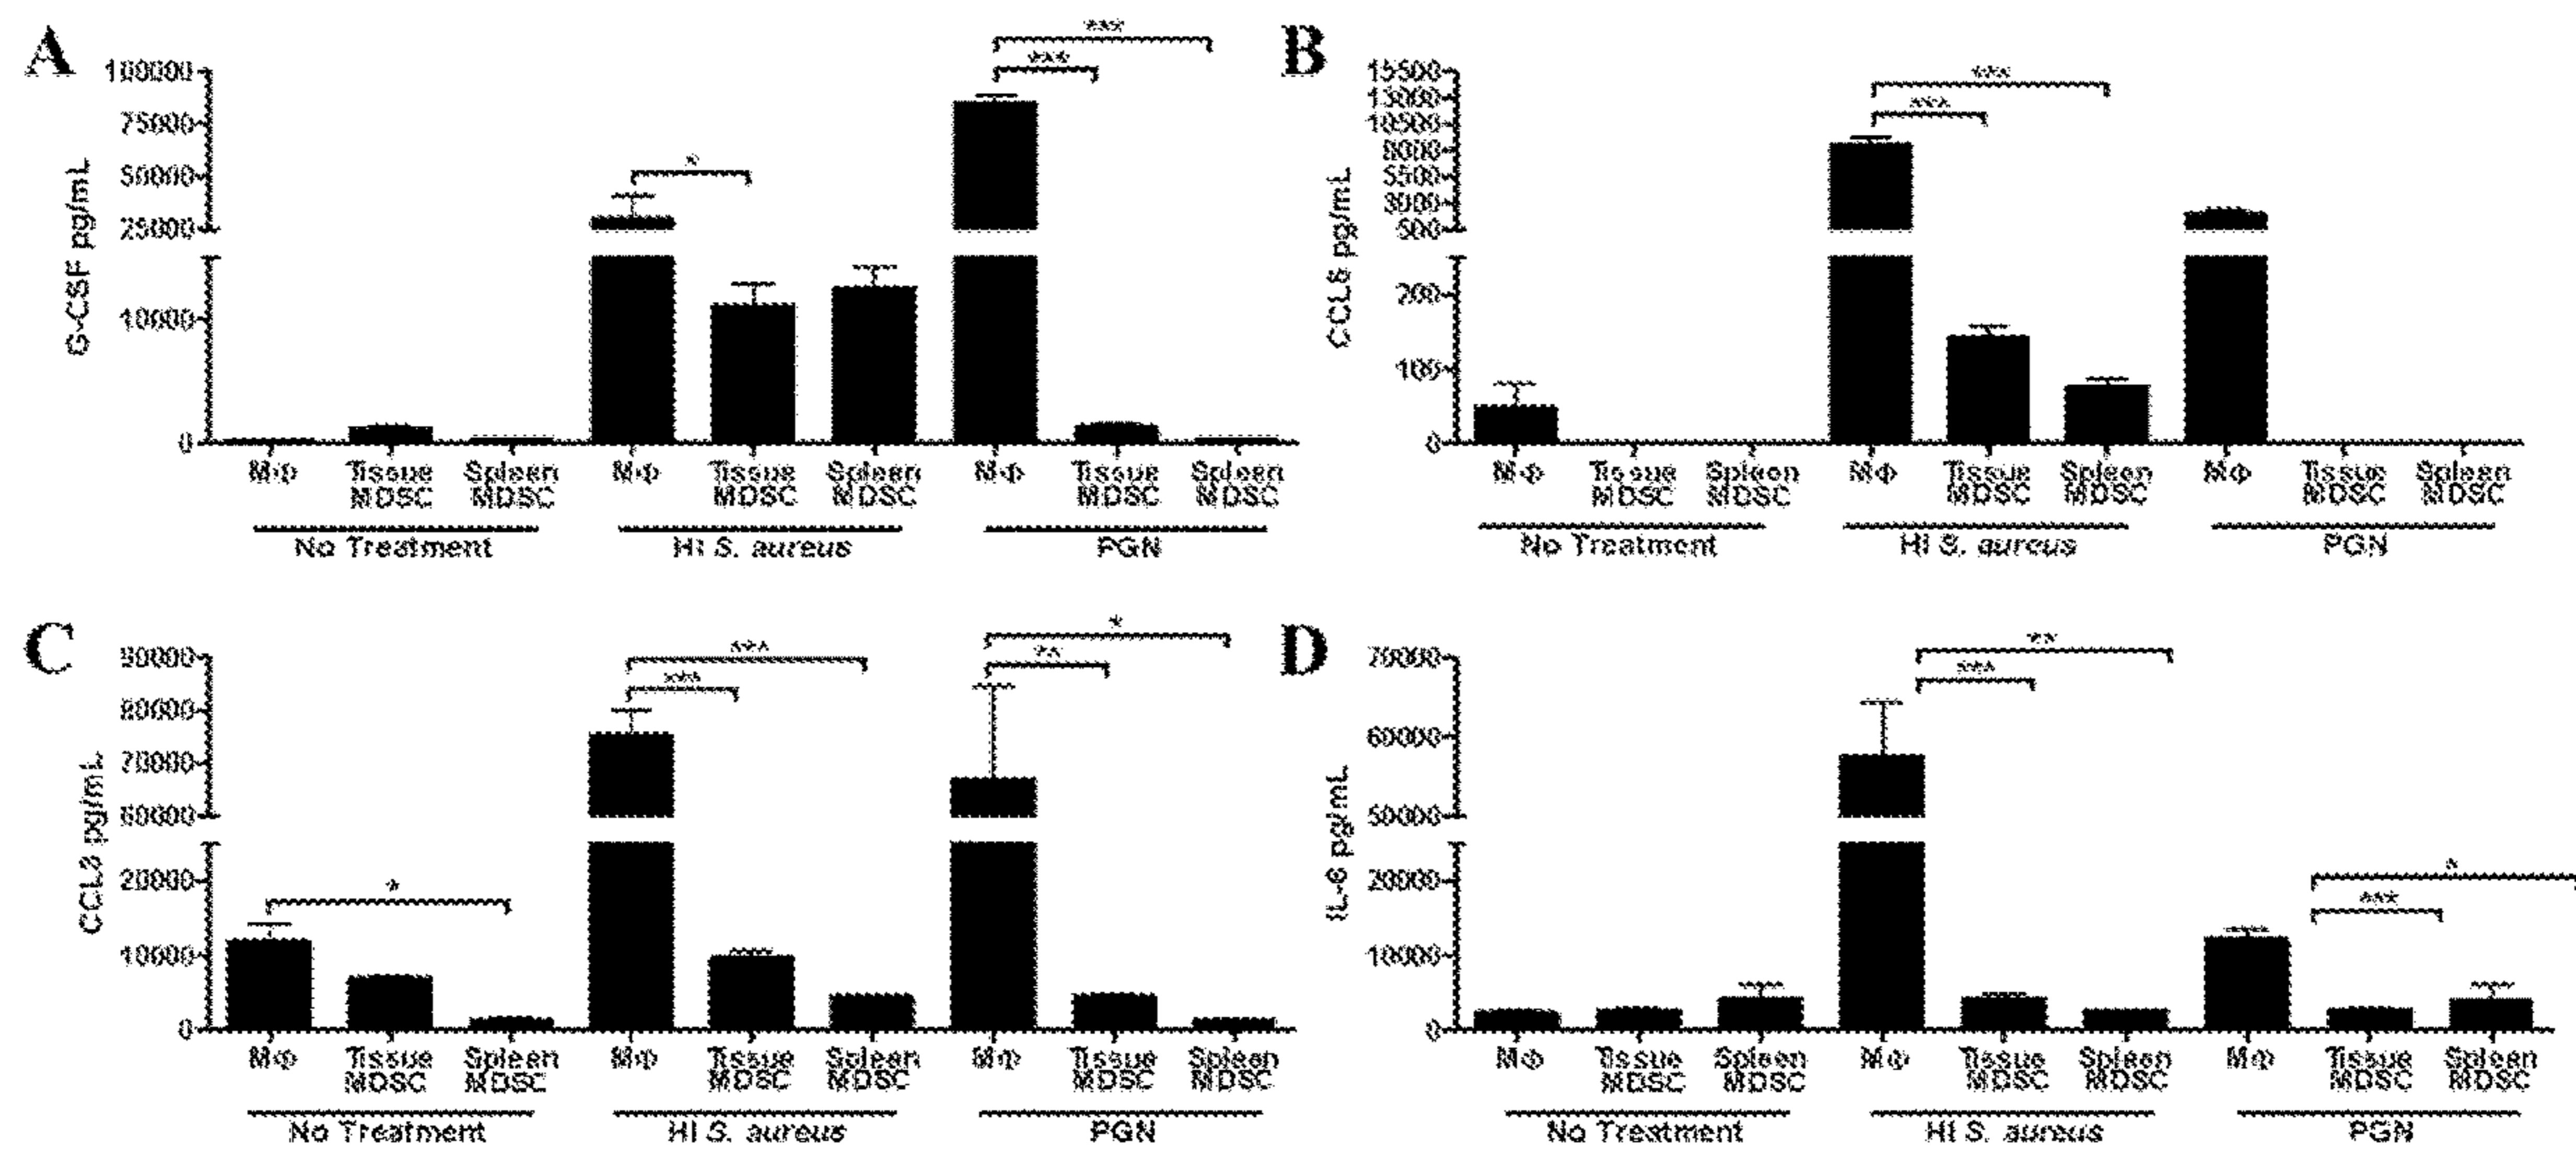 A
***
***
*
G-CSF pg/mL
100000
75000
50000
25000
10000
0
MΦ Tissue MDSC Spleen MDSC MΦ Tissue MDSC Spleen MDSC MΦ Tissue MDSC Spleen MDSC
No Treatment HI S. aureus PGN
B
***
***
pg/mL
15500
13000
10500
8000
5500
3000
500
200
100
0
MΦ Tissue MDSC Spleen MDSC MΦ Tissue MDSC Spleen MDSC MΦ Tissue MDSC Spleen MDSC
No Treatment HI S. aureus PGN
C
*
***
***
*
**
CCL3 pg/mL
90000
80000
70000
60000
20000
10000
0
MΦ Tissue MDSC Spleen MDSC MΦ Tissue MDSC Spleen MDSC MΦ Tissue MDSC Spleen MDSC
No Treatment HI S. aureus PGN
D
**
***
*
***
IL-6 pg/mL
70000
60000
50000
20000
10000
0
MΦ Tissue MDSC Spleen MDSC MΦ Tissue MDSC Spleen MDSC MΦ Tissue MDSC Spleen MDSC
No Treatment HI S. aureus PGN